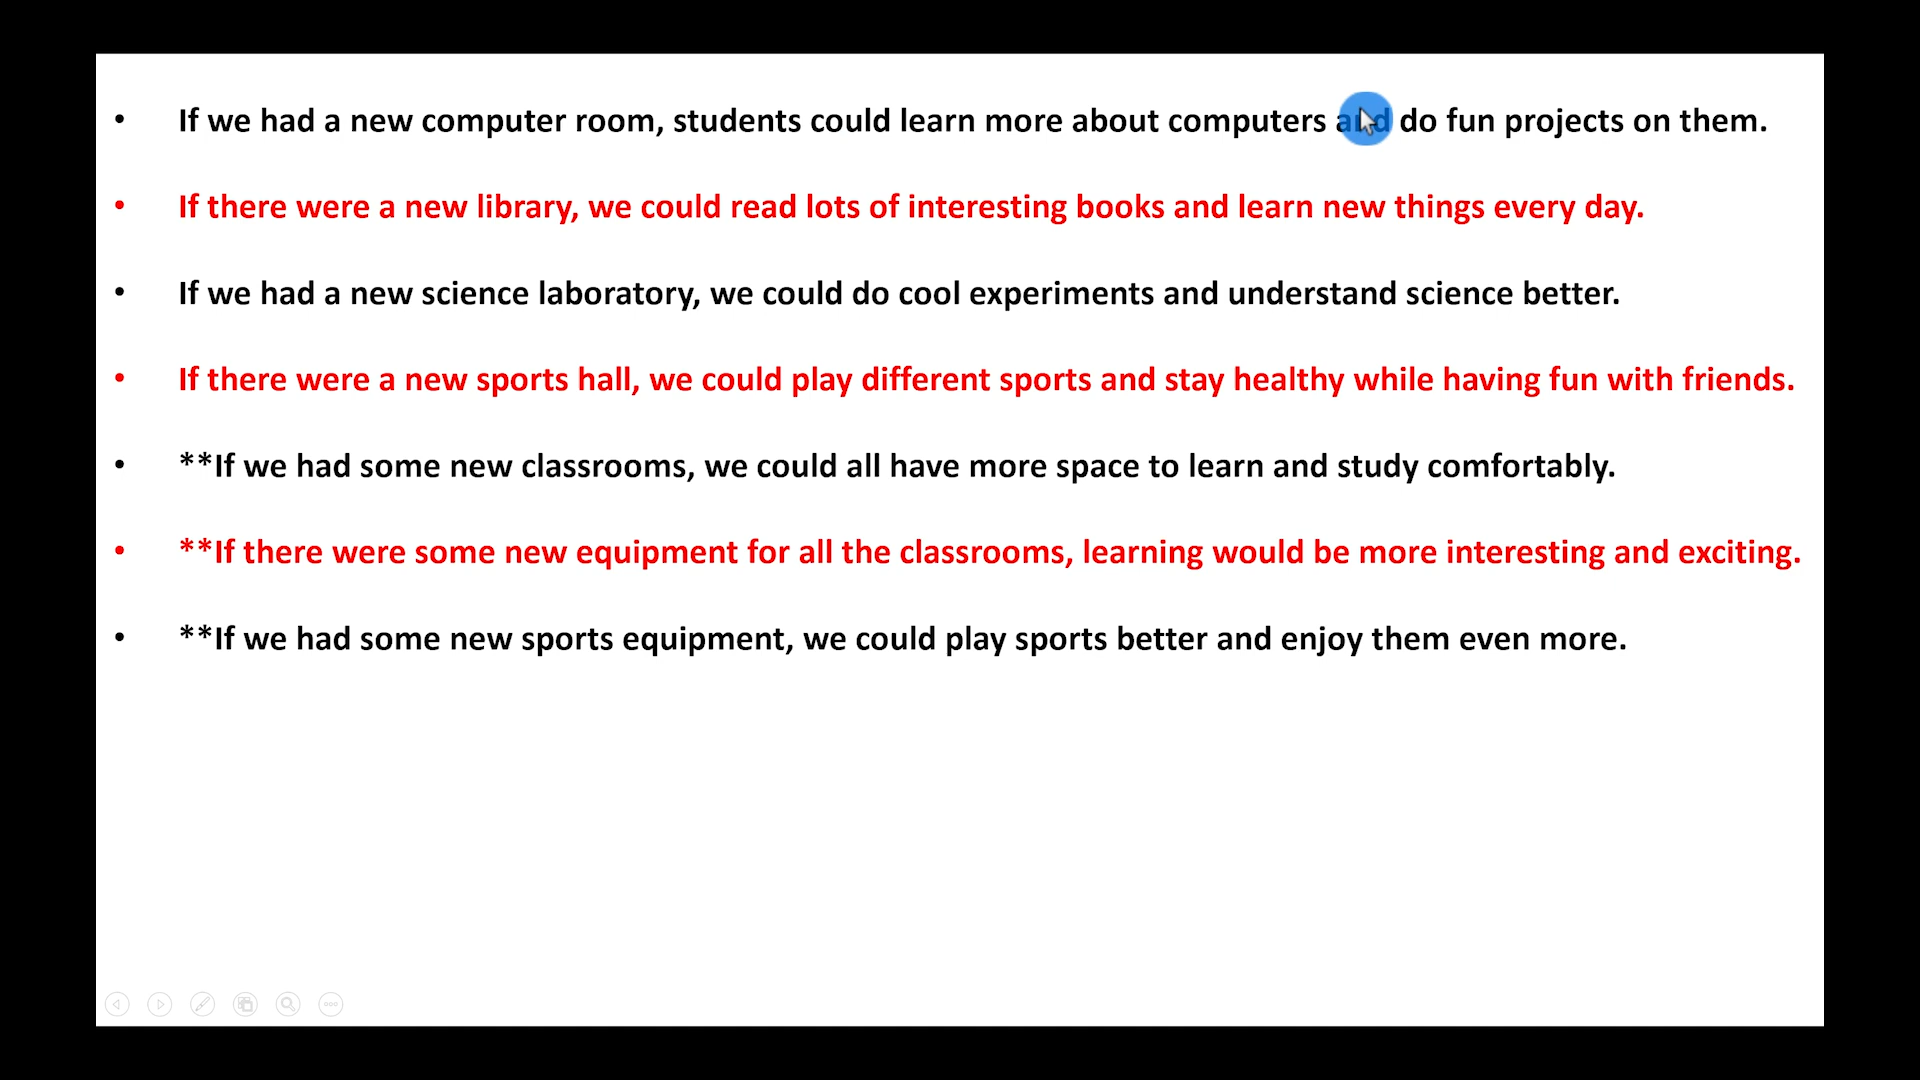 • If we had a new computer room, students could learn more about computers and do fun projects on them.
• If there were a new library, we could read lots of interesting books and learn new things every day.
• If we had a new science laboratory, we could do cool experiments and understand science better.
• If there were a new sports hall, we could play different sports and stay healthy while having fun with friends.
• **If we had some new classrooms, we could all have more space to learn and study comfortably.
• **If there were some new equipment for all the classrooms, learning would be more interesting and exciting.
• **If we had some new sports equipment, we could play sports better and enjoy them even more.